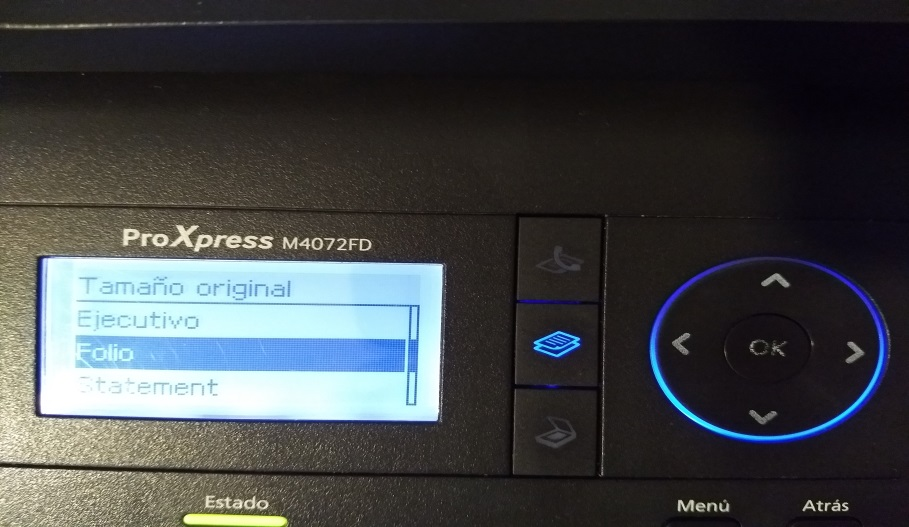 ProXpress M4072FD
Tamaño original
Ejecutivo
Folio
Statement
OK
Estado
Menú
Atrás